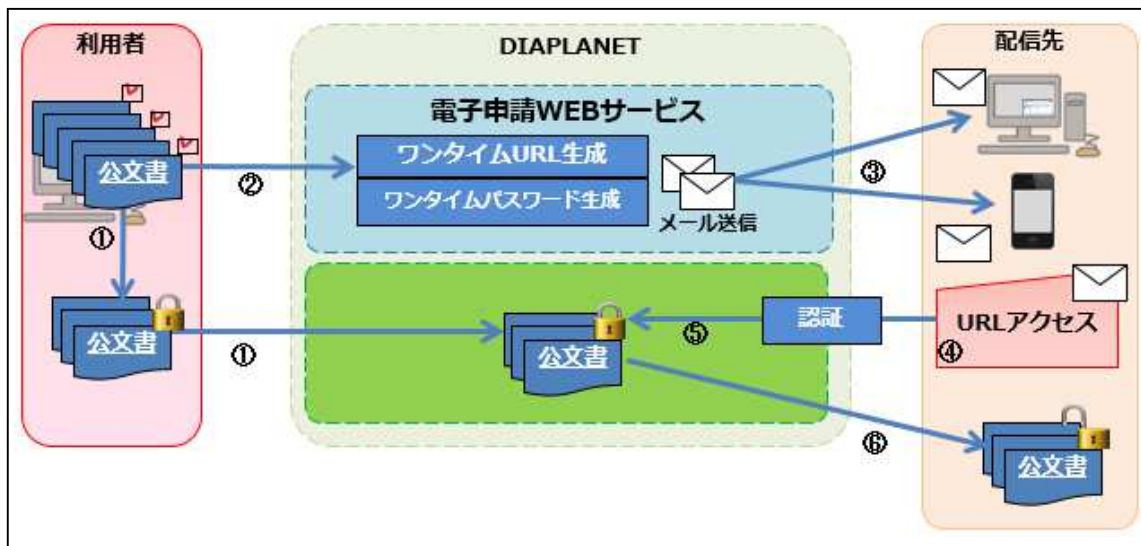 利用者
公文書
①
公文書
②
①
DIAPLANET
電子申請WEBサービス
ワンタイムURL生成
ワンタイムパスワード生成
メール送信
公文書
③
認証
⑤
⑥
配信先
URLアクセス
④
公文書